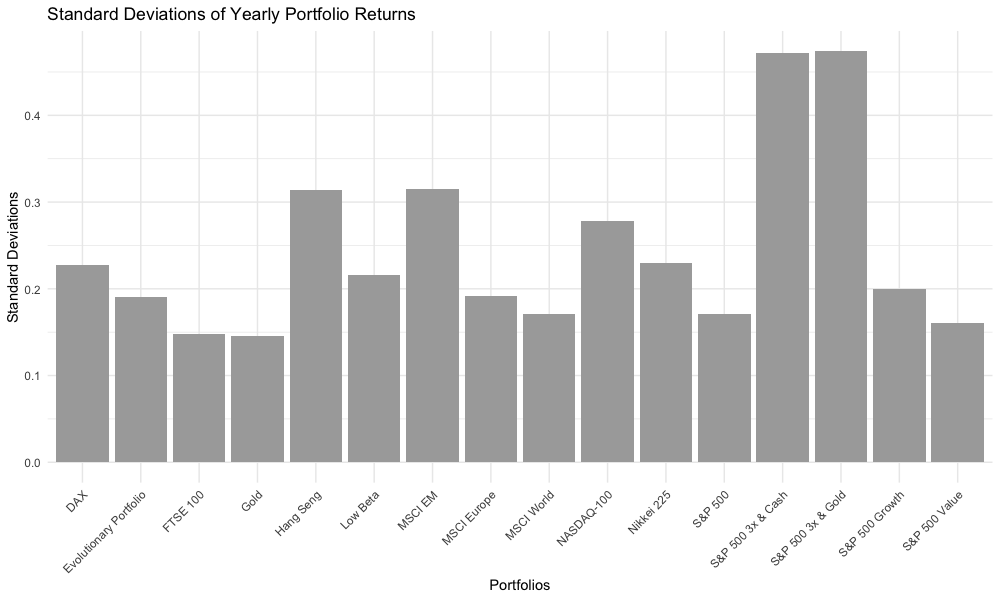 Standard Deviations of Yearly Portfolio Returns
Standard Deviations
0.4
0.3
0.2
0.1
0.0
DAX
Evolutionary Portfolio
FTSE 100
Gold
Hang Seng
Low Beta
MSCI EM
MSCI Europe
MSCI World
NASDAQ-100
Nikkei 225
S&P 500
S&P 500 3x & Cash
S&P 500 3x & Gold
S&P 500 Growth
S&P 500 Value
Portfolios